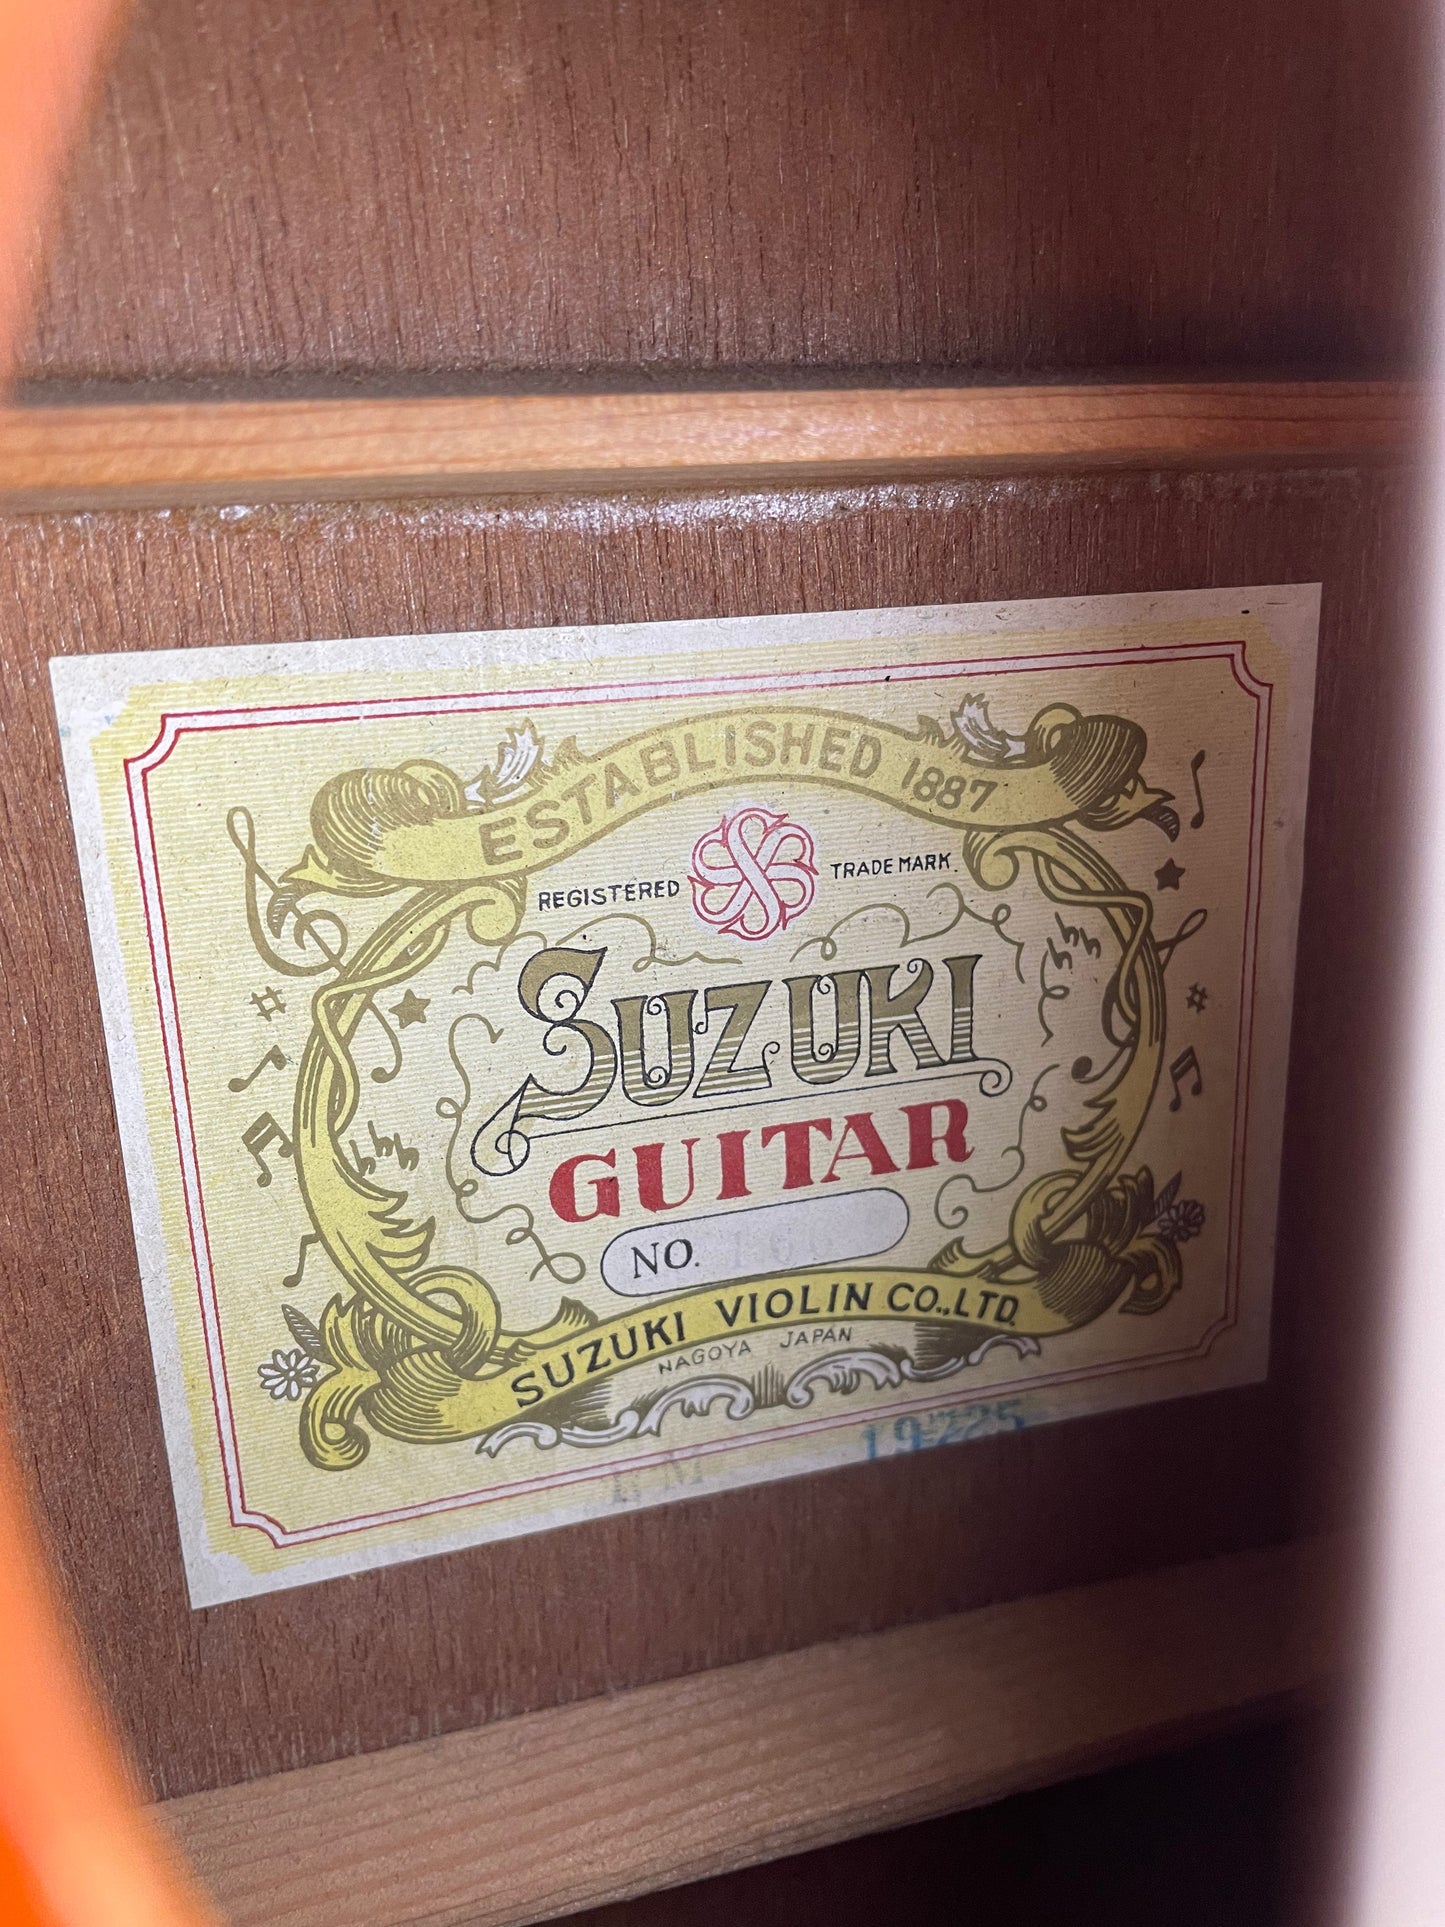 ESTABLISHED 1887
REGISTERED TRADE MARK.
SUZUKI
GUITAR
NO.
SUZUKI VIOLIN CO., LTD.
NAGOYA JAPAN